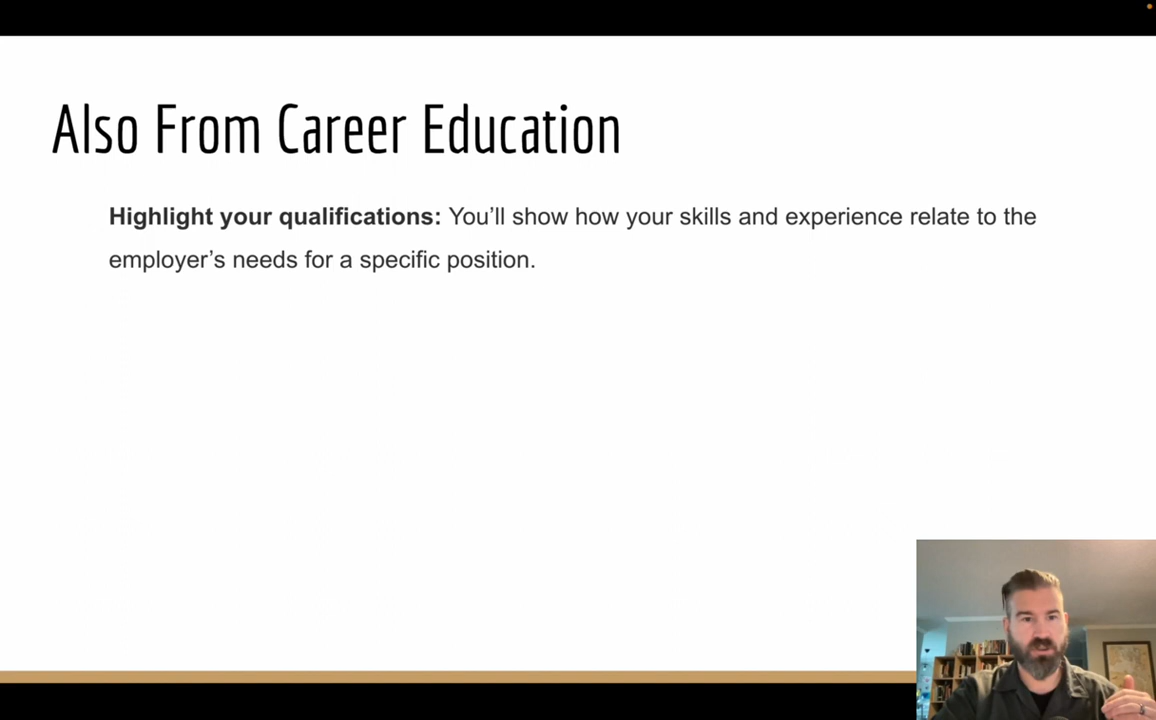 Also From Career Education
Highlight your qualifications: You’ll show how your skills and experience relate to the
employer’s needs for a specific position.